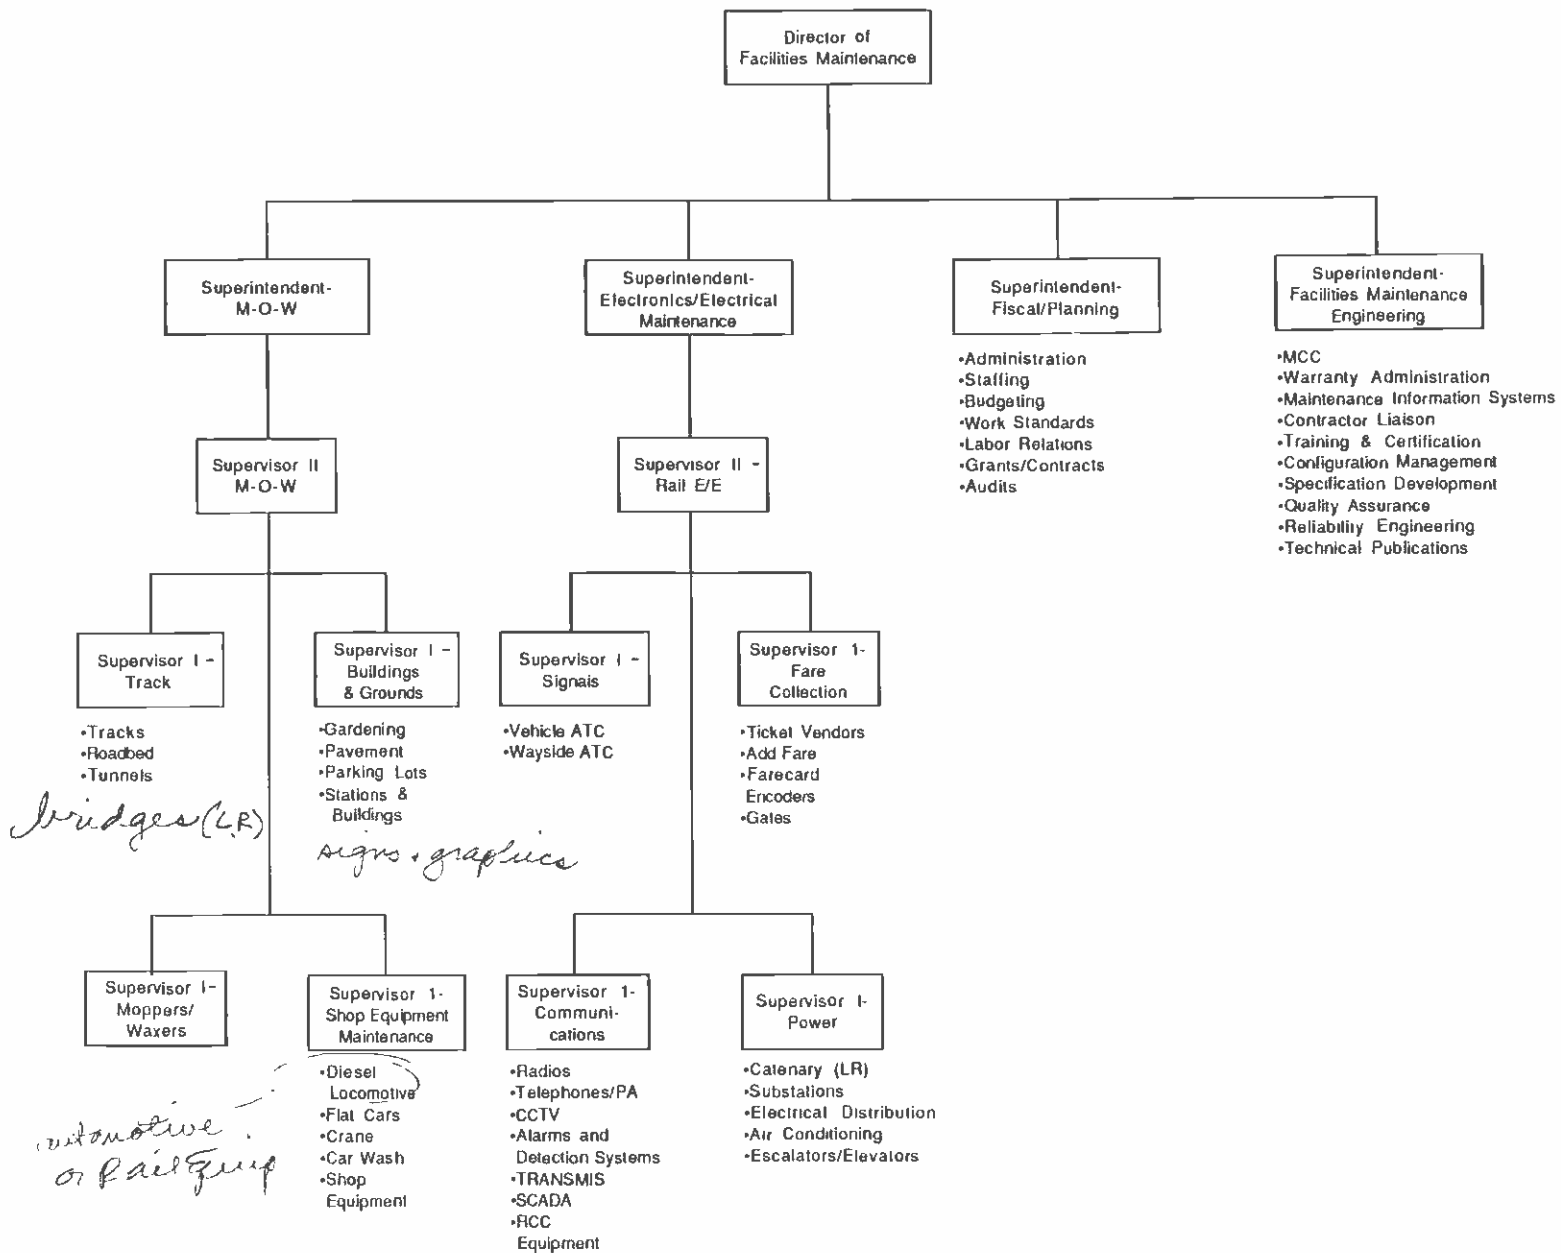 Director of
Facilities Maintenance
Superintendent-
M-O-W
Superintendent-
Electronics/Electrical
Maintenance
Superintendent-
Fiscal/Planning
•Administration
•Staffing
•Budgeting
•Work Standards
•Labor Relations
•Grants/Contracts
•Audits
Superintendent-
Facilities Maintenance
Engineering
•MCC
•Warranty Administration
•Maintenance Information Systems
•Contractor Liaison
•Training & Certification
•Configuration Management
•Specification Development
•Quality Assurance
•Reliability Engineering
•Technical Publications
Supervisor II
M-O-W
Supervisor II -
Rail E/E
Supervisor I -
Track
•Tracks
•Roadbed
•Tunnels
bridges (LR)
Supervisor I -
Buildings
& Grounds
•Gardening
•Pavement
•Parking Lots
•Stations &
Buildings
signs & graphics
Supervisor I -
Signals
•Vehicle ATC
•Wayside ATC
Supervisor 1-
Fare
Collection
•Ticket Vendors
•Add Fare
•Farecard
Encoders
•Gates
Supervisor I-
Moppers/
Waxers
Supervisor 1-
Shop Equipment
Maintenance
•Diesel
Locomotive
•Flat Cars
•Crane
•Car Wash
•Shop
Equipment
automotive
or Rail Equip
Supervisor 1-
Communi-
cations
•Radios
•Telephones/PA
•CCTV
•Alarms and
Detection Systems
•TRANSMIS
•SCADA
•RCC
Equipment
Supervisor I-
Power
•Catenary (LR)
•Substations
•Electrical Distribution
•Air Conditioning
•Escalators/Elevators